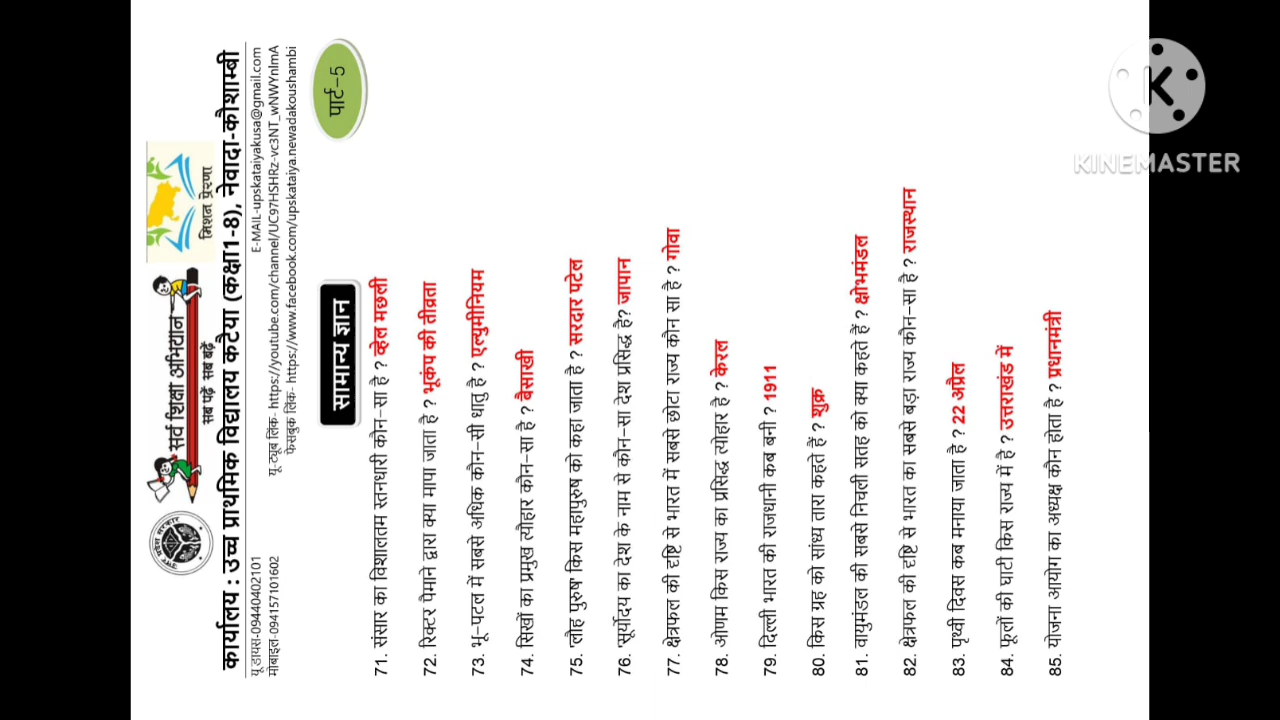 सर्व शिक्षा अभियान
सब पढ़ें सब बढ़ें
मिशन प्रेरणा
कार्यालय : उच्च प्राथमिक विद्यालय कटैया (कक्षा1-8), नेवादा-कौशाम्बी
यू डायस-09440402101
E-MAIL-upskataiyakusa@gmail.com
मोबाइल-094157101602
यू-ट्यूब लिंक- https://youtube.com/channel/UC97HSHRz-vc3NT_wNWYnlmA
फेसबुक लिंक- https://www.facebook.com/upskataiya.newadakoushambi
सामान्य ज्ञान
पार्ट-5
71. संसार का विशालतम स्तनधारी कौन-सा है ? व्हेल मछली
72. रिक्टर पैमाने द्वारा क्या मापा जाता है ? भूकंप की तीव्रता
73. भू-पटल में सबसे अधिक कौन-सी धातु है ? एल्युमीनियम
74. सिखों का प्रमुख त्यौहार कौन-सा है ? बैसाखी
75. 'लौह पुरुष' किस महापुरुष को कहा जाता है ? सरदार पटेल
76. 'सूर्योदय का देश के नाम से कौन-सा देश प्रसिद्ध है? जापान
77. क्षेत्रफल की दृष्टि से भारत में सबसे छोटा राज्य कौन सा है ? गोवा
78. ओणम किस राज्य का प्रसिद्ध त्योहार है ? केरल
79. दिल्ली भारत की राजधानी कब बनी ? 1911
80. किस ग्रह को सांध्य तारा कहते हैं ? शुक्र
81. वायुमंडल की सबसे निचली सतह को क्या कहते हैं ? क्षोभमंडल
82. क्षेत्रफल की दृष्टि से भारत का सबसे बड़ा राज्य कौन-सा है ? राजस्थान
83. पृथ्वी दिवस कब मनाया जाता है ? 22 अप्रैल
84. फूलों की घाटी किस राज्य में है ? उत्तराखंड में
85. योजना आयोग का अध्यक्ष कौन होता है ? प्रधानमंत्री
KINEMASTER